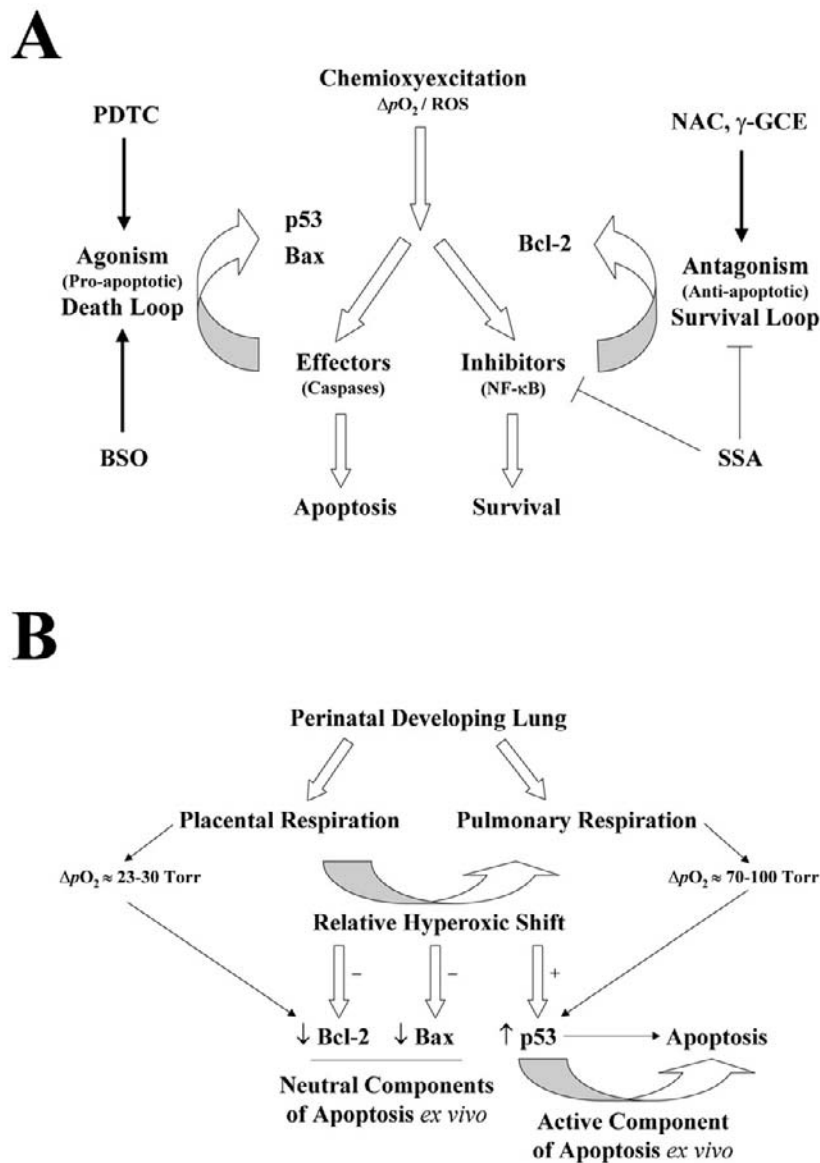 A
Chemioxyexcitation
ΔpO₂ / ROS
PDTC
NAC, γ-GCE
p53
Bax
Bcl-2
Agonism
(Pro-apoptotic)
Death Loop
Antagonism
(Anti-apoptotic)
Survival Loop
Effectors
(Caspases)
Inhibitors
(NF-κB)
BSO
SSA
Apoptosis
Survival
B
Perinatal Developing Lung
Placental Respiration
Pulmonary Respiration
ΔpO₂ ≈ 23-30 Torr
ΔpO₂ ≈ 70-100 Torr
Relative Hyperoxic Shift
− − +
↓ Bcl-2 ↓ Bax ↑ p53 Apoptosis
Neutral Components
of Apoptosis ex vivo
Active Component
of Apoptosis ex vivo